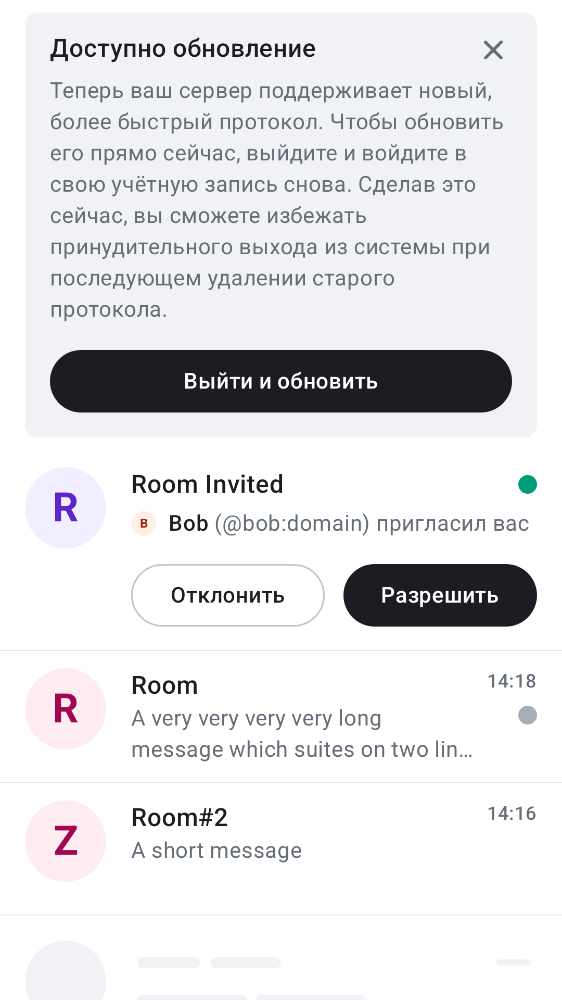 Доступно обновление
Теперь ваш сервер поддерживает новый,
более быстрый протокол. Чтобы обновить
его прямо сейчас, выйдите и войдите в
свою учётную запись снова. Сделав это
сейчас, вы сможете избежать
принудительного выхода из системы при
последующем удалении старого
протокола.
Выйти и обновить
R
Room Invited
B Bob (@bob:domain) пригласил вас
Отклонить Разрешить
R
Room 14:18
A very very very very long
message which suites on two lin…
Z
Room#2 14:16
A short message